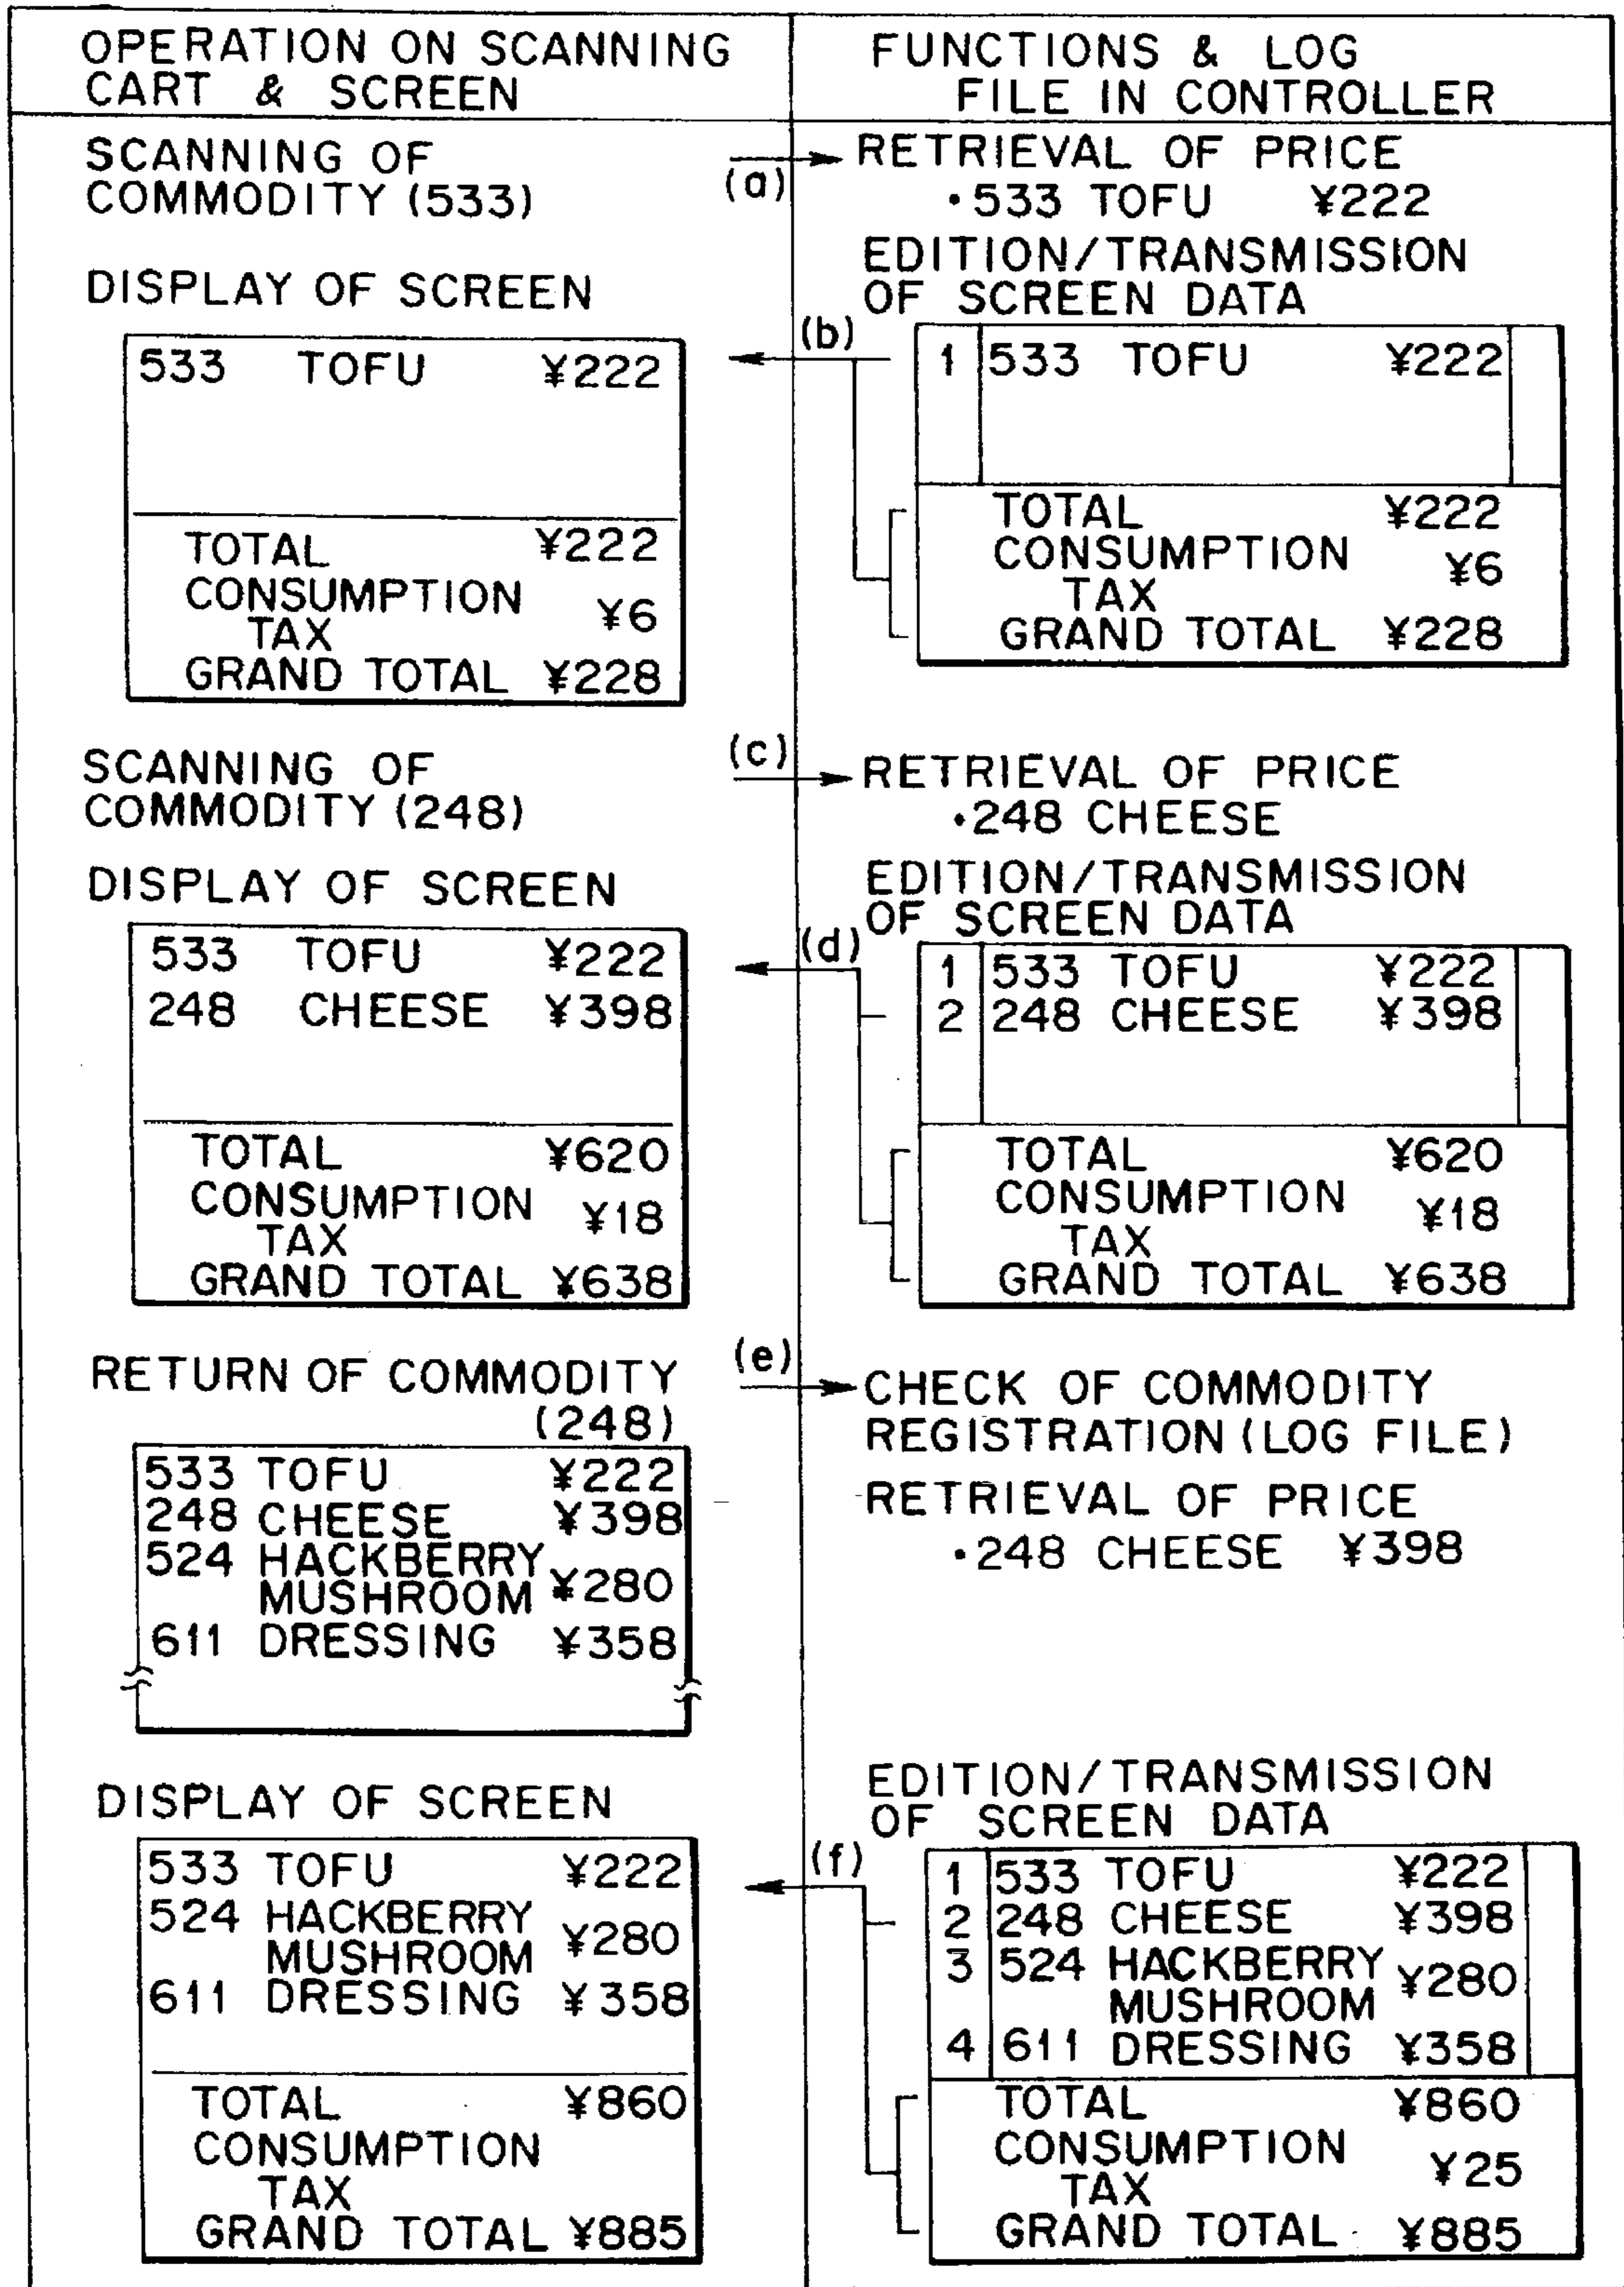 OPERATION ON SCANNING
CART & SCREEN
FUNCTIONS & LOG
FILE IN CONTROLLER
SCANNING OF
COMMODITY (533)
(a)
RETRIEVAL OF PRICE
•533 TOFU ¥222
EDITION/TRANSMISSION
OF SCREEN DATA
DISPLAY OF SCREEN
(b)
533 TOFU ¥222
TOTAL ¥222
CONSUMPTION
TAX ¥6
GRAND TOTAL ¥228
1 533 TOFU ¥222
TOTAL ¥222
CONSUMPTION
TAX ¥6
GRAND TOTAL ¥228
SCANNING OF
COMMODITY (248)
(c)
RETRIEVAL OF PRICE
•248 CHEESE
DISPLAY OF SCREEN
EDITION/TRANSMISSION
OF SCREEN DATA
(d)
533 TOFU ¥222
248 CHEESE ¥398
TOTAL ¥620
CONSUMPTION
TAX ¥18
GRAND TOTAL ¥638
1 533 TOFU ¥222
2 248 CHEESE ¥398
TOTAL ¥620
CONSUMPTION
TAX ¥18
GRAND TOTAL ¥638
RETURN OF COMMODITY
(248)
(e)
CHECK OF COMMODITY
REGISTRATION (LOG FILE)
RETRIEVAL OF PRICE
•248 CHEESE ¥398
533 TOFU ¥222
248 CHEESE ¥398
524 HACKBERRY
MUSHROOM ¥280
611 DRESSING ¥358
DISPLAY OF SCREEN
EDITION/TRANSMISSION
OF SCREEN DATA
(f)
533 TOFU ¥222
524 HACKBERRY
MUSHROOM ¥280
611 DRESSING ¥358
TOTAL ¥860
CONSUMPTION
TAX
GRAND TOTAL ¥885
1 533 TOFU ¥222
2 248 CHEESE ¥398
3 524 HACKBERRY
MUSHROOM ¥280
4 611 DRESSING ¥358
TOTAL ¥860
CONSUMPTION
TAX ¥25
GRAND TOTAL ¥885